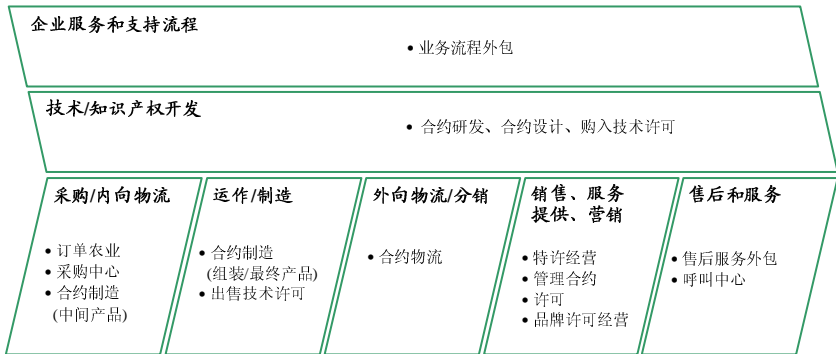 企业服务和支持流程
• 业务流程外包
技术/知识产权开发
• 合约研发、合约设计、购入技术许可
采购/内向物流
• 订单农业
• 采购中心
• 合约制造
(中间产品)
运作/制造
• 合约制造
(组装/最终产品)
• 出售技术许可
外向物流/分销
• 合约物流
销售、服务
提供、营销
• 特许经营
• 管理合约
• 许可
• 品牌许可经营
售后和服务
• 售后服务外包
• 呼叫中心